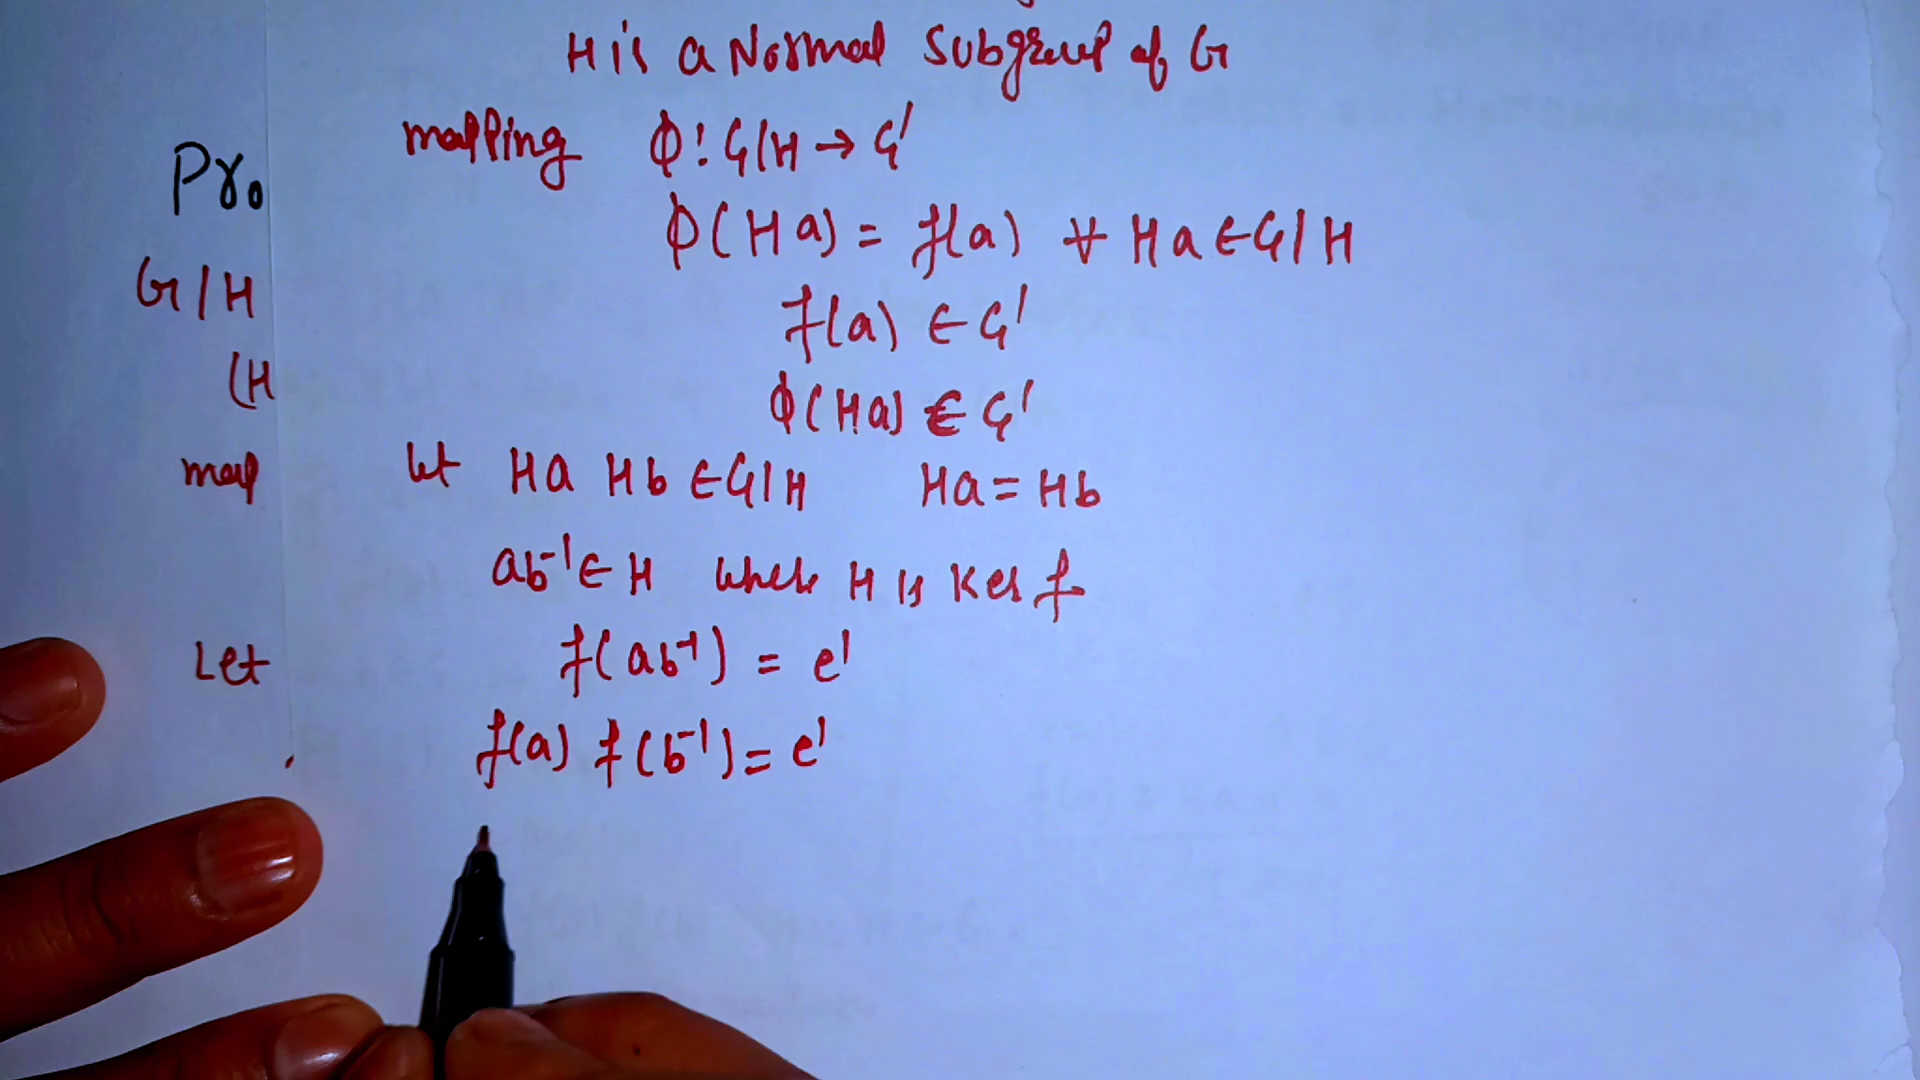 H is a Normal Subgroup of G
mapping Φ : G/H → G'
Pro
Φ(Ha) = f(a) ∀ Ha ∈ G/H
G/H
f(a) ∈ G'
(H
Φ(Ha) ∈ G'
map
let Ha Hb ∈ G/H Ha = Hb
ab⁻¹ ∈ H where H is Ker f
Let
f(ab⁻¹) = e'
f(a) f(b⁻¹) = e'